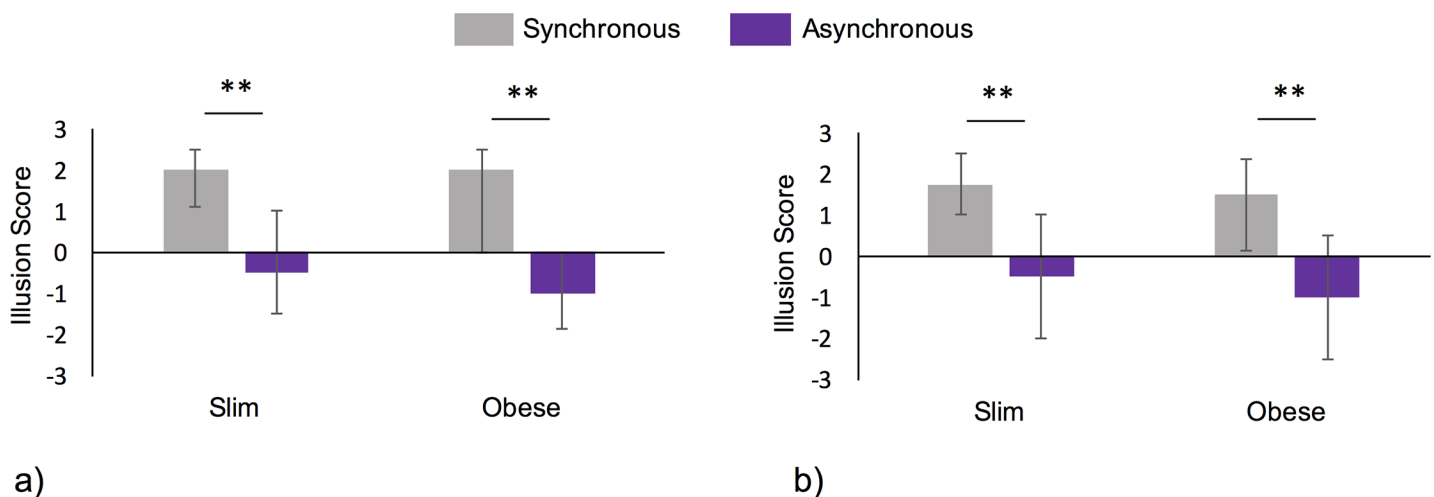 Synchronous Asynchronous
**
**
3
2
1
0
-1
-2
-3
Illusion Score
Slim Obese
a)
**
**
3
2
1
0
-1
-2
-3
Illusion Score
Slim Obese
b)